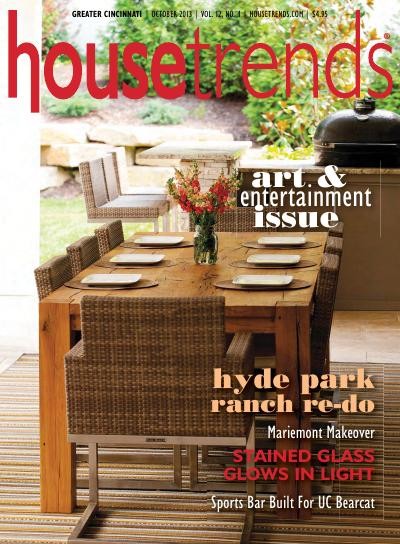 GREATER CINCINNATI | OCTOBER 2013 | VOL. 12, NO. 1 | HOUSETRENDS.COM | $4.95
housetrends®
art &
entertainment
issue
hyde park
ranch re-do
Mariemont Makeover
STAINED GLASS
GLOWS IN LIGHT
Sports Bar Built For UC Bearcat